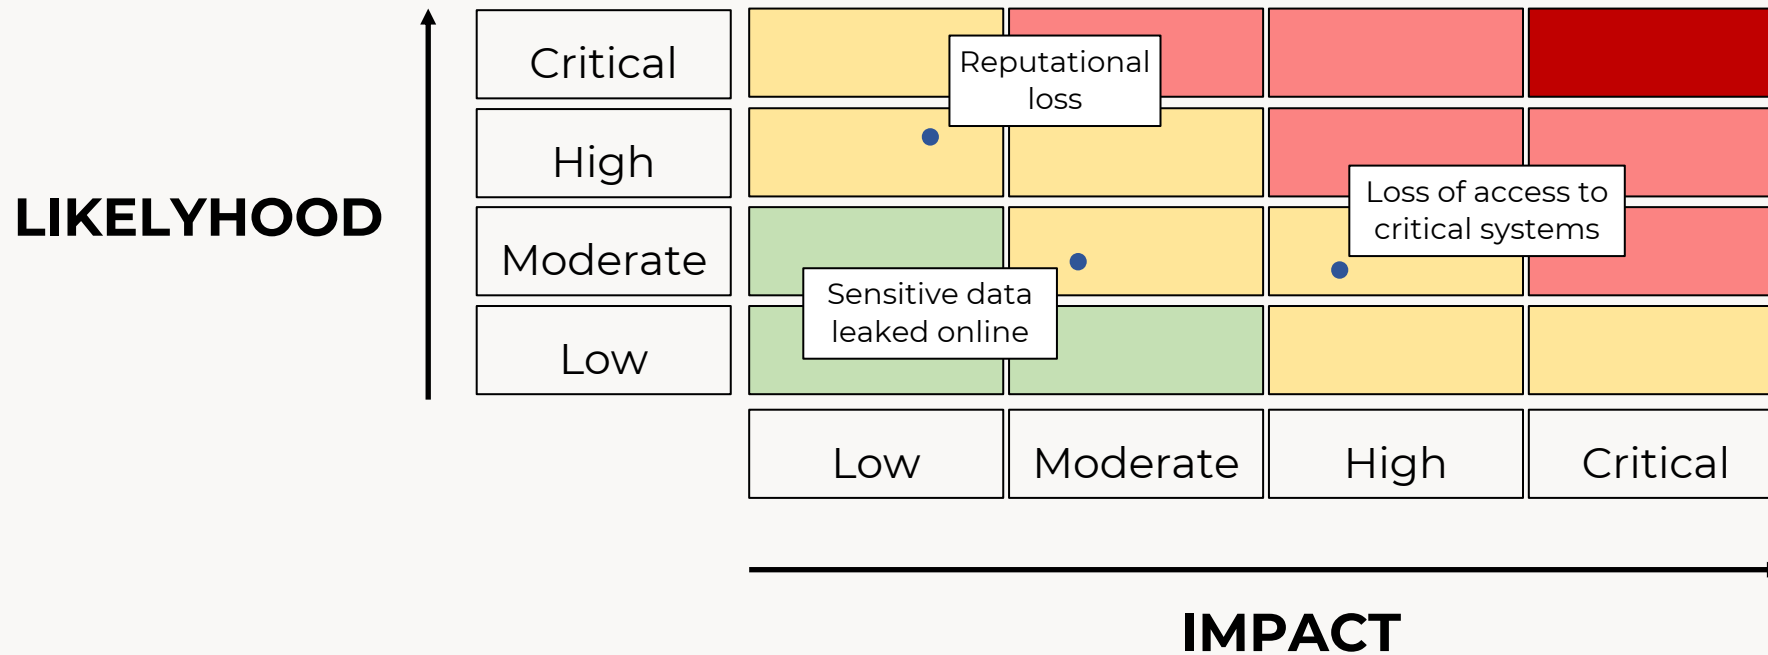 LIKELYHOOD
Critical
High
Moderate
Low
Reputational
loss
Loss of access to
critical systems
Sensitive data
leaked online
Low
Moderate
High
Critical
IMPACT